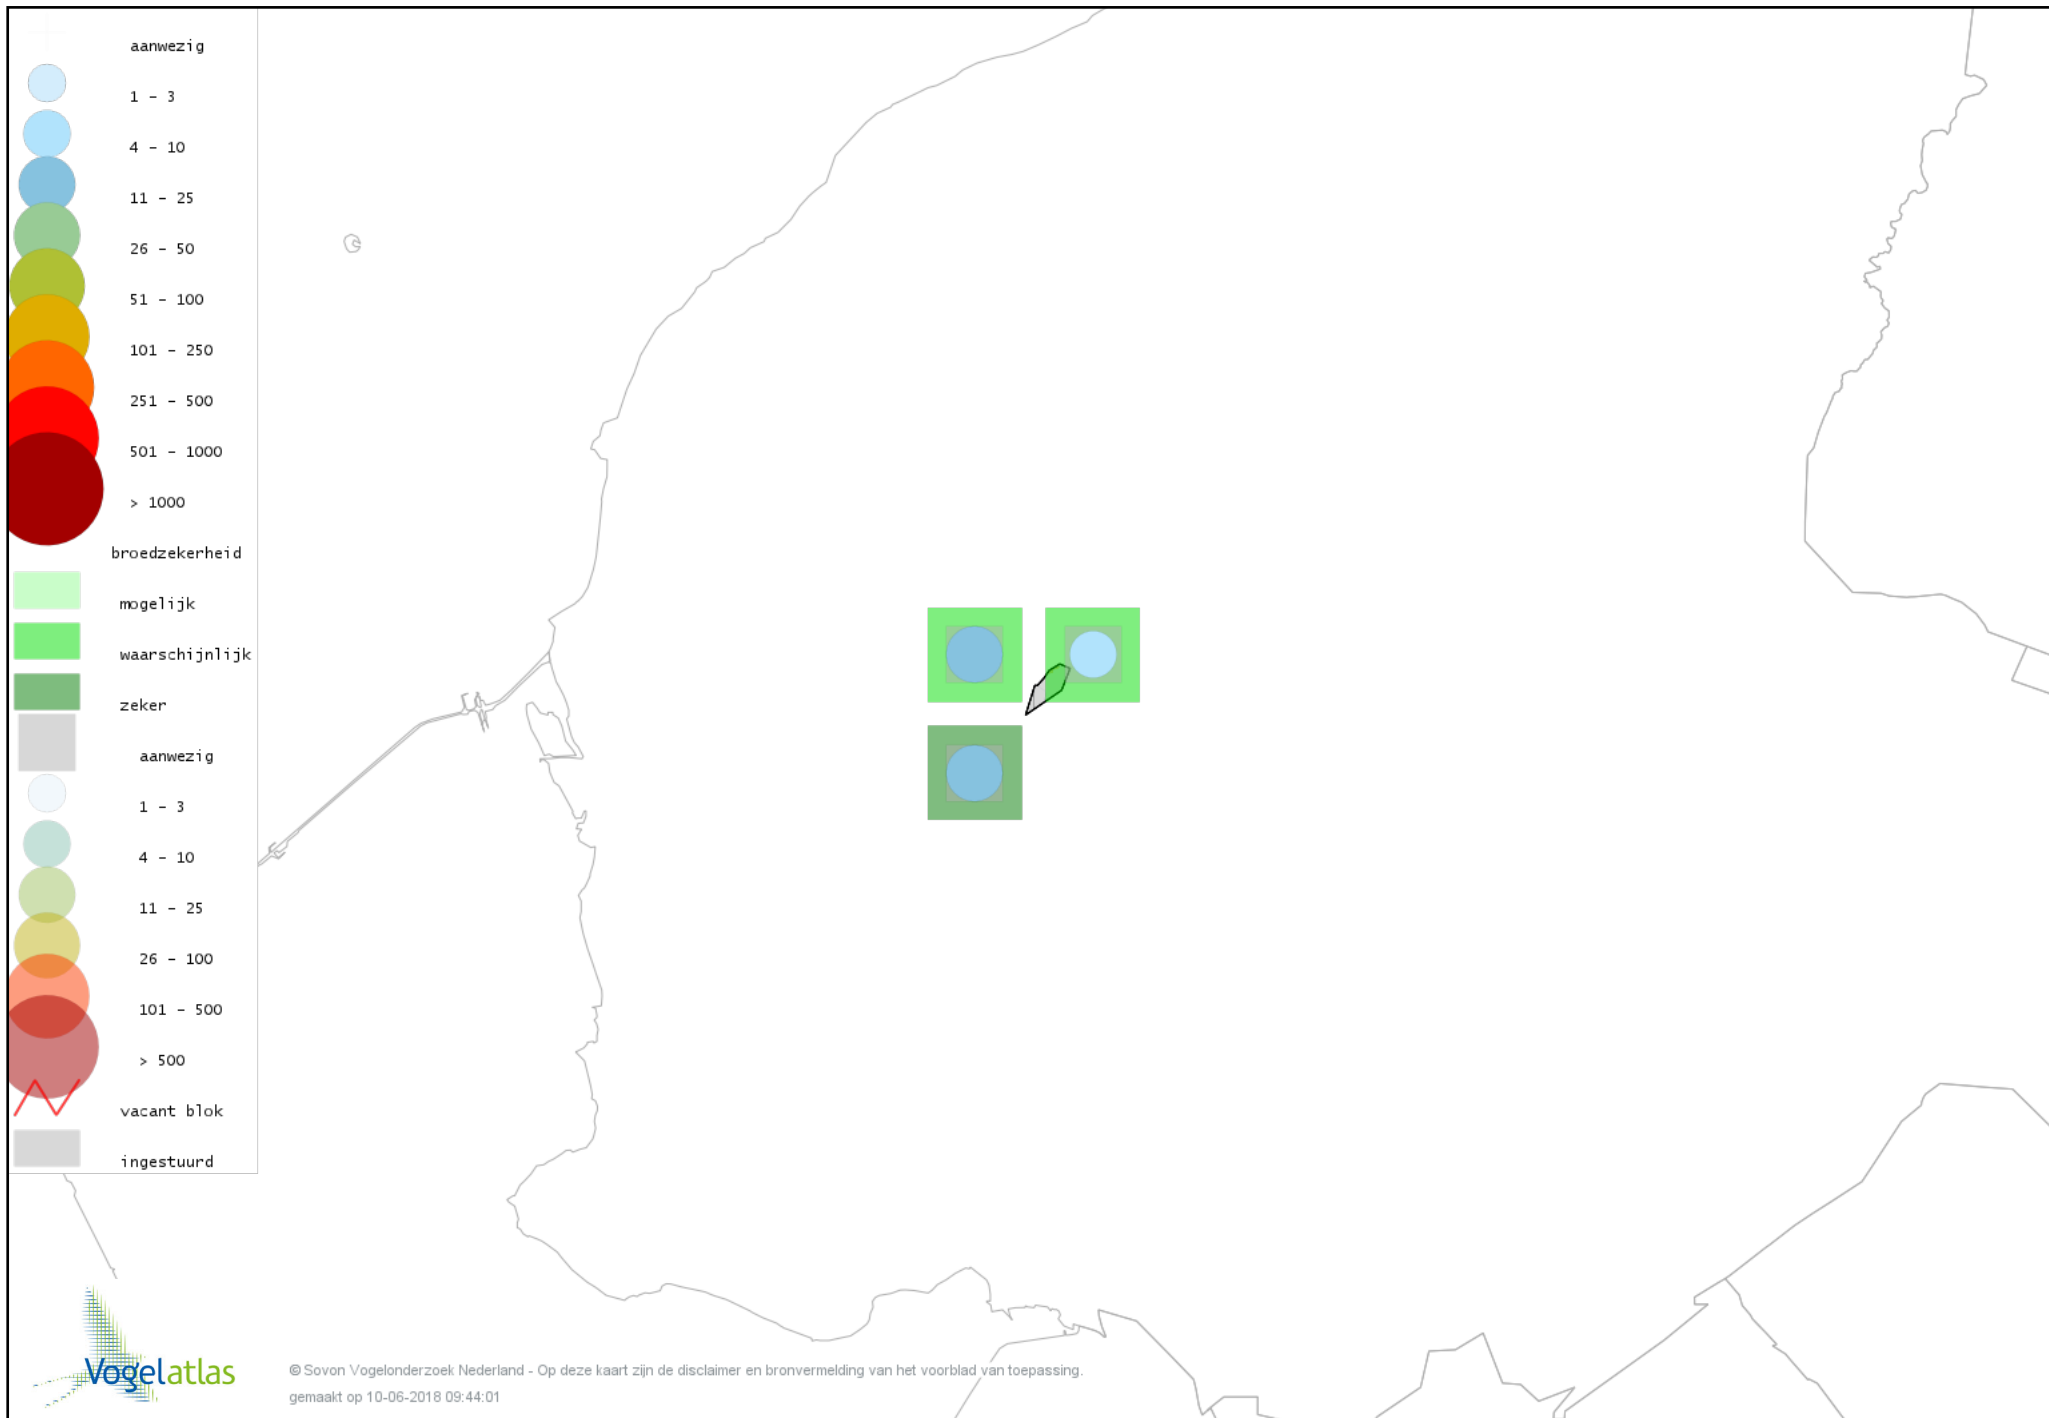 aanwezig
1 - 3
4 - 10
11 - 25
26 - 50
51 - 100
101 - 250
251 - 500
501 - 1000
> 1000
broedzekerheid
mogelijk
waarschijnlijk
zeker
aanwezig
1 - 3
4 - 10
11 - 25
26 - 100
101 - 500
> 500
vacant blok
ingestuurd
Vogelatlas
© Sovon Vogelonderzoek Nederland - Op deze kaart zijn de disclaimer en bronvermelding van het voorblad van toepassing.
gemaakt op 10-06-2018 09:44:01